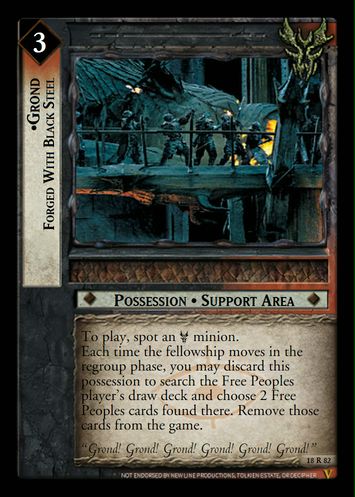 3
•Grond
Forged With Black Steel
Possession • Support Area
To play, spot an minion.
Each time the fellowship moves in the
regroup phase, you may discard this
possession to search the Free Peoples
player's draw deck and choose 2 Free
Peoples cards found there. Remove those
cards from the game.
“Grond! Grond! Grond! Grond! Grond! Grond!”
18 R 82
NOT ENDORSED BY NEW LINE PRODUCTIONS, TOLKIEN ESTATE, OR DECIPHER
V